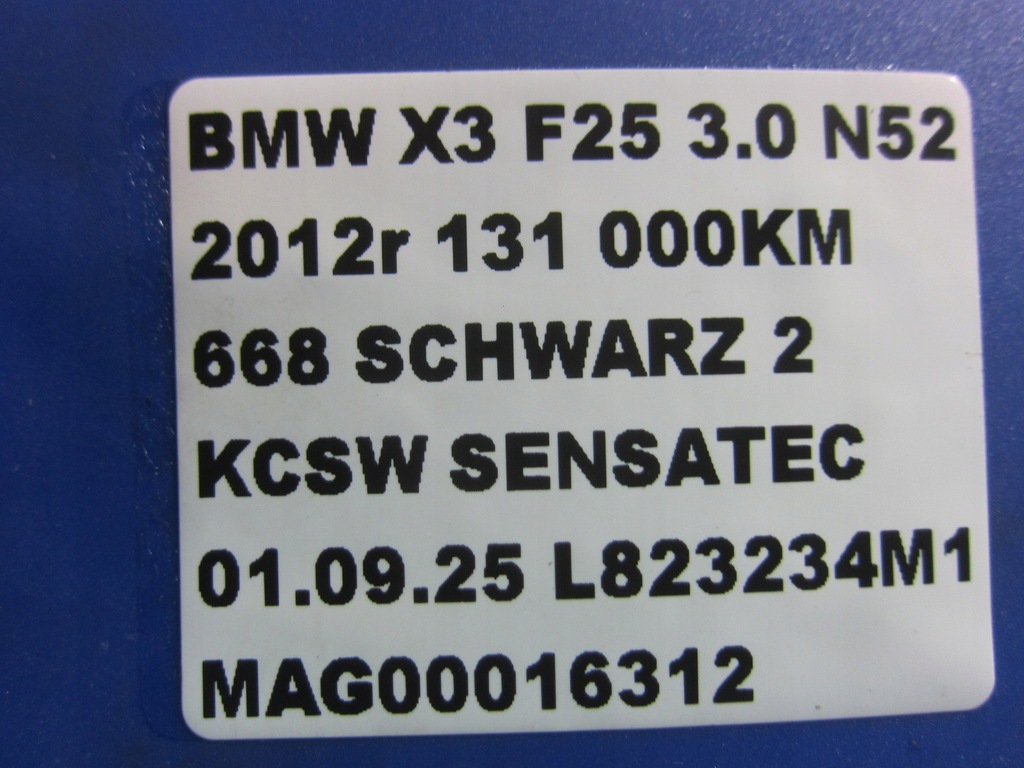 BMW X3 F25 3.0 N52
2012r 131 000KM
668 SCHWARZ 2
KCSW SENSATEC
01.09.25 L823234M1
MAG00016312